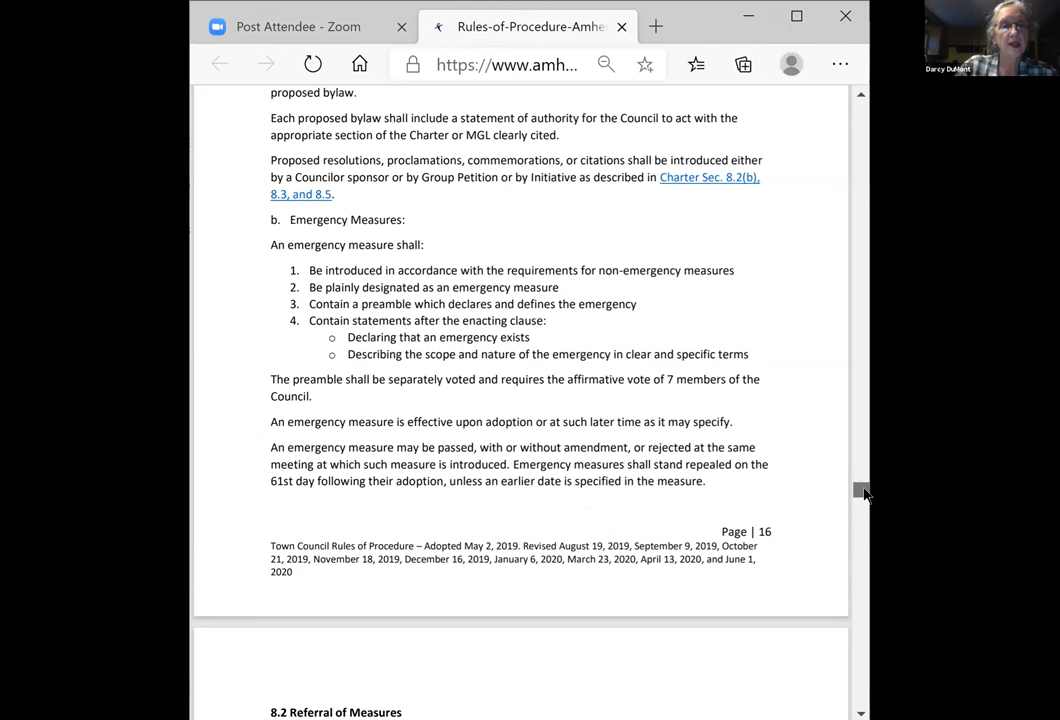 Post Attendee - Zoom
Rules-of-Procedure-Amhe
https://www.amh...
Darcy DuMont
proposed bylaw.
Each proposed bylaw shall include a statement of authority for the Council to act with the
appropriate section of the Charter or MGL clearly cited.
Proposed resolutions, proclamations, commemorations, or citations shall be introduced either
by a Councilor sponsor or by Group Petition or by Initiative as described in Charter Sec. 8.2(b),
8.3, and 8.5.
b. Emergency Measures:
An emergency measure shall:
1. Be introduced in accordance with the requirements for non-emergency measures
2. Be plainly designated as an emergency measure
3. Contain a preamble which declares and defines the emergency
4. Contain statements after the enacting clause:
o Declaring that an emergency exists
o Describing the scope and nature of the emergency in clear and specific terms
The preamble shall be separately voted and requires the affirmative vote of 7 members of the
Council.
An emergency measure is effective upon adoption or at such later time as it may specify.
An emergency measure may be passed, with or without amendment, or rejected at the same
meeting at which such measure is introduced. Emergency measures shall stand repealed on the
61st day following their adoption, unless an earlier date is specified in the measure.
Page | 16
Town Council Rules of Procedure – Adopted May 2, 2019. Revised August 19, 2019, September 9, 2019, October
21, 2019, November 18, 2019, December 16, 2019, January 6, 2020, March 23, 2020, April 13, 2020, and June 1,
2020
8.2 Referral of Measures